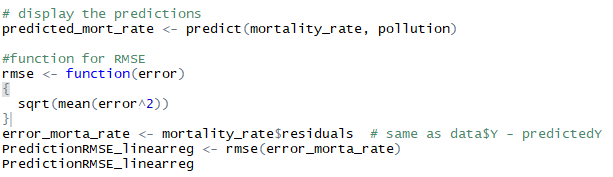 # display the predictions
predicted_mort_rate <- predict(mortality_rate, pollution)
#function for RMSE
rmse <- function(error)
{
  sqrt(mean(error^2))
}
error_morta_rate <- mortality_rate$residuals  # same as data$Y - predictedY
PredictionRMSE_linearreg <- rmse(error_morta_rate)
PredictionRMSE_linearreg